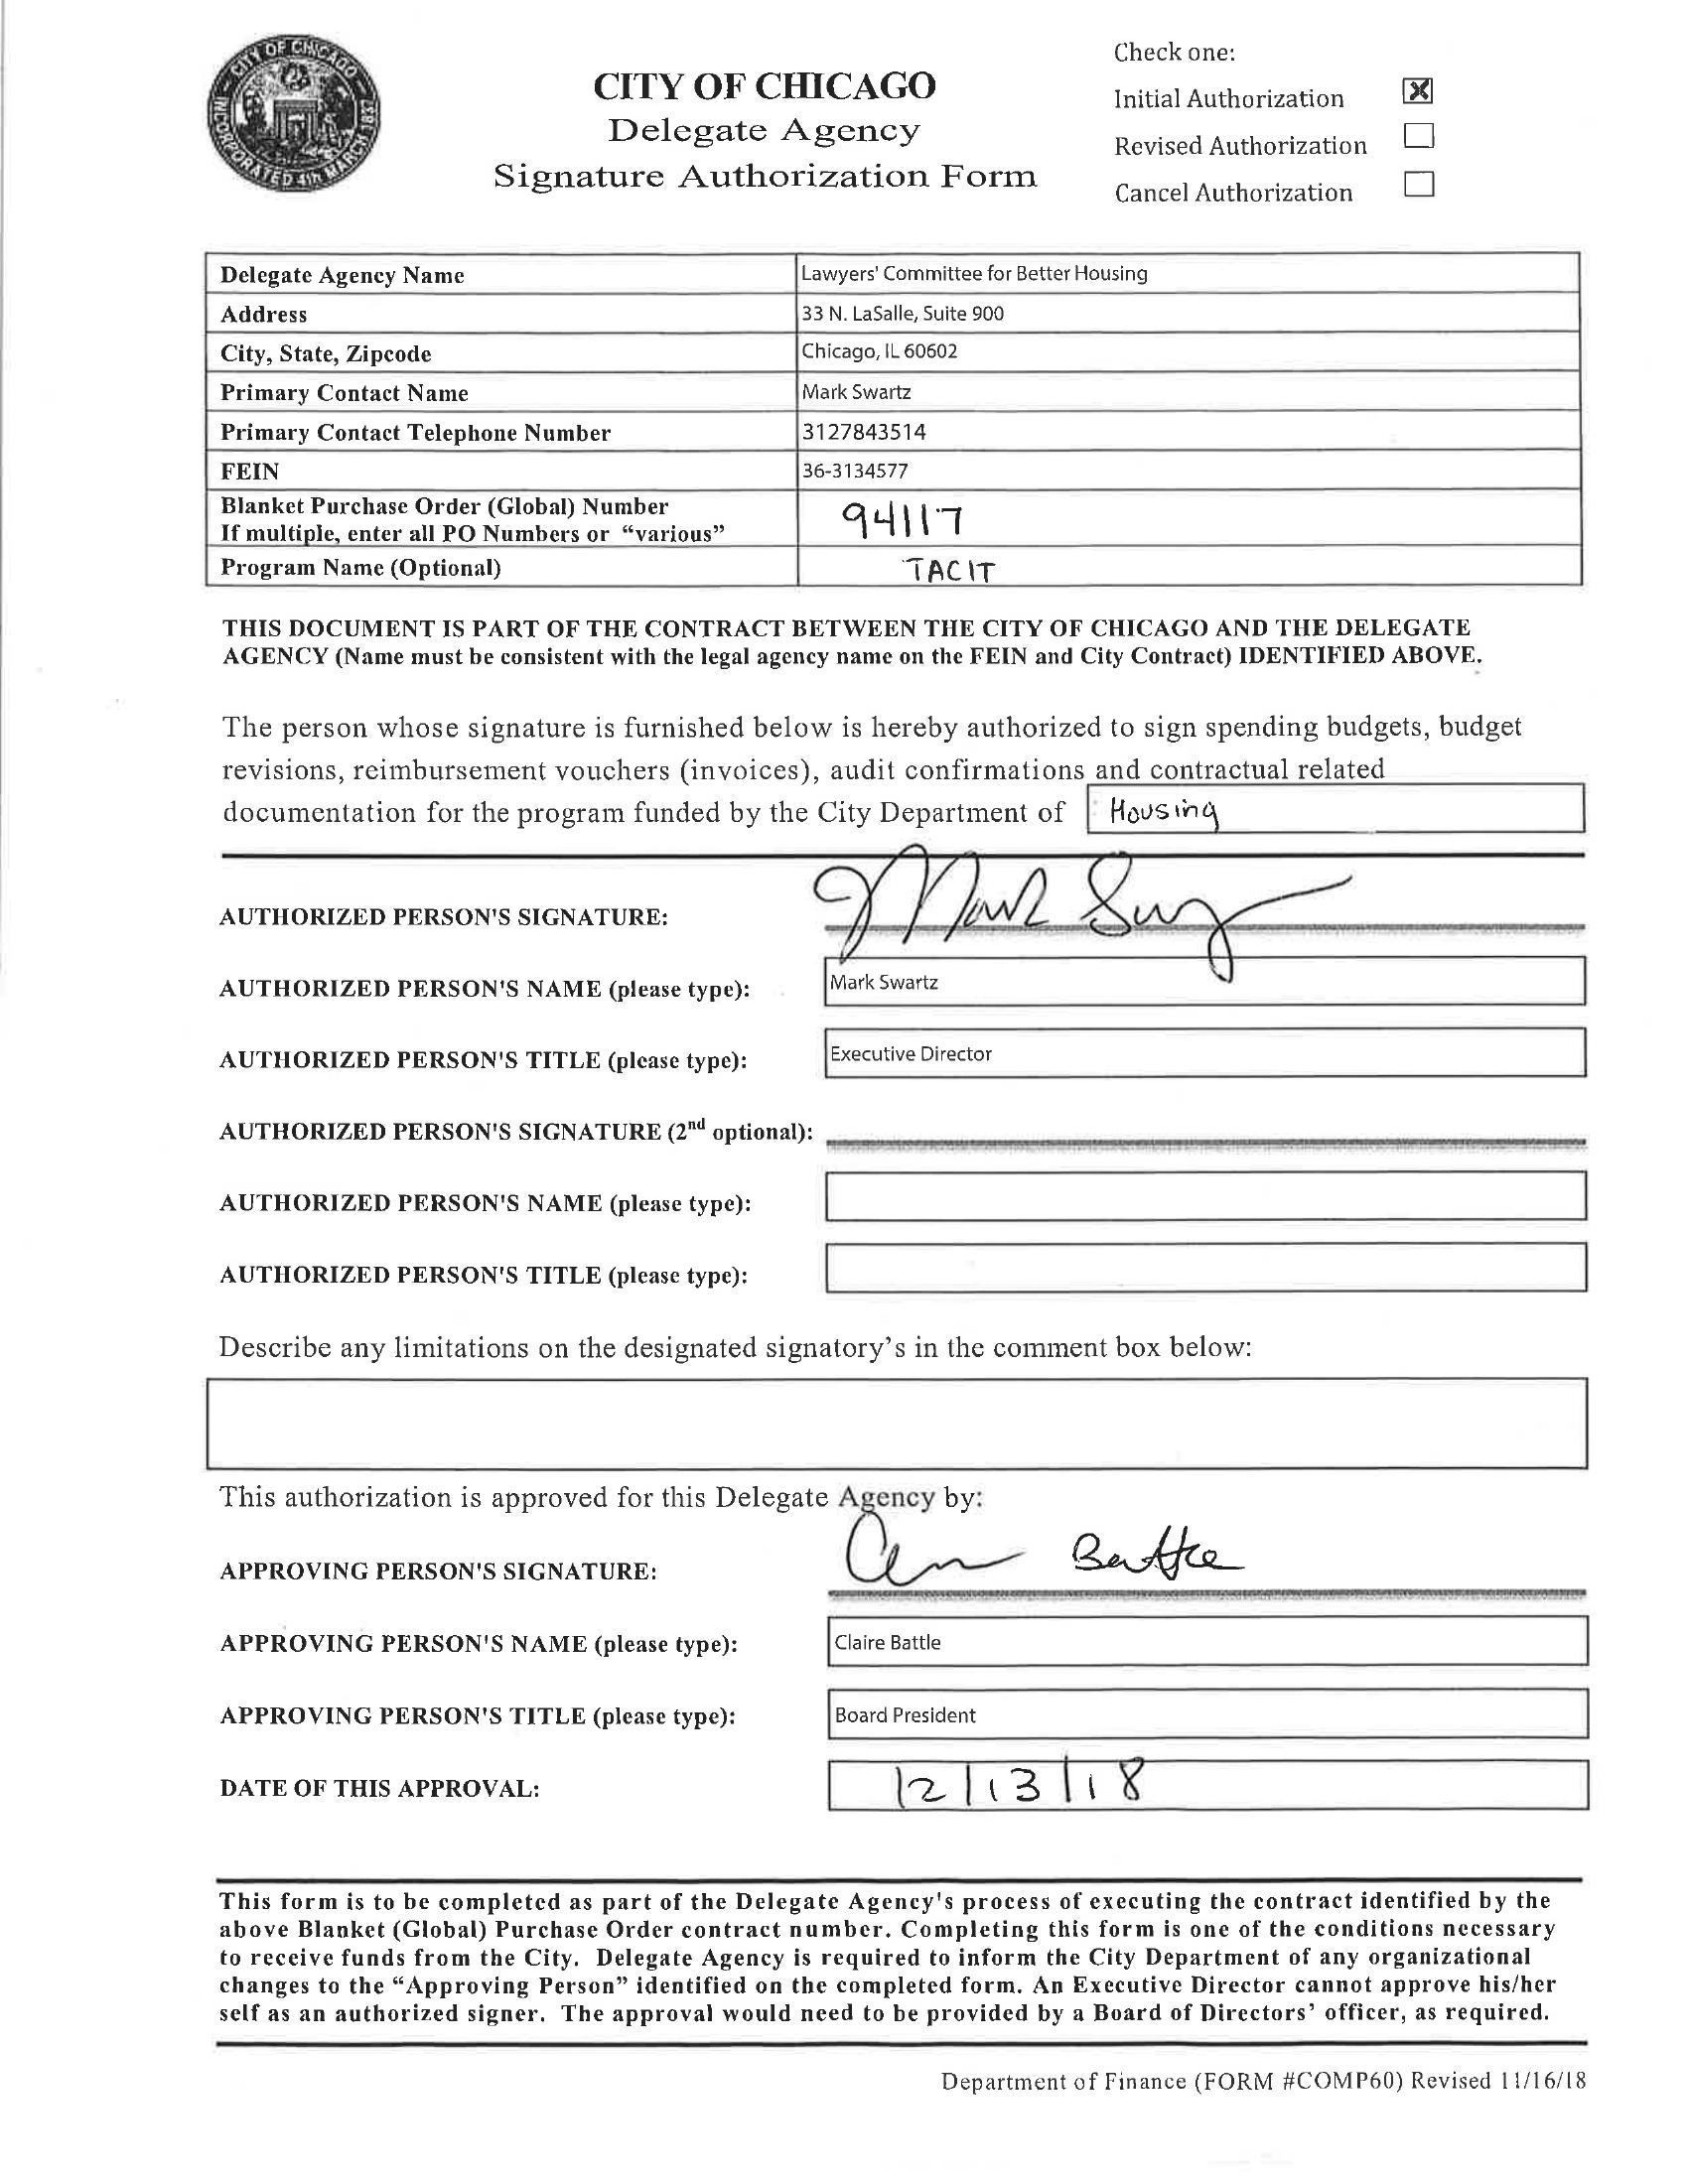 CITY OF CHICAGO
INCORPORATED 4th MARCH 1837
CITY OF CHICAGO
Delegate Agency
Signature Authorization Form
Check one:
Initial Authorization X
Revised Authorization
Cancel Authorization
Delegate Agency Name Lawyers' Committee for Better Housing
Address 33 N. LaSalle, Suite 900
City, State, Zipcode Chicago, IL 60602
Primary Contact Name Mark Swartz
Primary Contact Telephone Number 3127843514
FEIN 36-3134577
Blanket Purchase Order (Global) Number
If multiple, enter all PO Numbers or “various” 94117
Program Name (Optional) TACIT
THIS DOCUMENT IS PART OF THE CONTRACT BETWEEN THE CITY OF CHICAGO AND THE DELEGATE
AGENCY (Name must be consistent with the legal agency name on the FEIN and City Contract) IDENTIFIED ABOVE.
The person whose signature is furnished below is hereby authorized to sign spending budgets, budget
revisions, reimbursement vouchers (invoices), audit confirmations and contractual related
documentation for the program funded by the City Department of Housing
AUTHORIZED PERSON'S SIGNATURE: Mark
AUTHORIZED PERSON'S NAME (please type): Mark Swartz
AUTHORIZED PERSON'S TITLE (please type): Executive Director
AUTHORIZED PERSON'S SIGNATURE (2nd optional):
AUTHORIZED PERSON'S NAME (please type):
AUTHORIZED PERSON'S TITLE (please type):
Describe any limitations on the designated signatory’s in the comment box below:
This authorization is approved for this Delegate Agency by:
APPROVING PERSON'S SIGNATURE: Battle
APPROVING PERSON'S NAME (please type): Claire Battle
APPROVING PERSON'S TITLE (please type): Board President
DATE OF THIS APPROVAL: 12/13/18
This form is to be completed as part of the Delegate Agency's process of executing the contract identified by the
above Blanket (Global) Purchase Order contract number. Completing this form is one of the conditions necessary
to receive funds from the City. Delegate Agency is required to inform the City Department of any organizational
changes to the “Approving Person” identified on the completed form. An Executive Director cannot approve his/her
self as an authorized signer. The approval would need to be provided by a Board of Directors’ officer, as required.
Department of Finance (FORM #COMP60) Revised 11/16/18